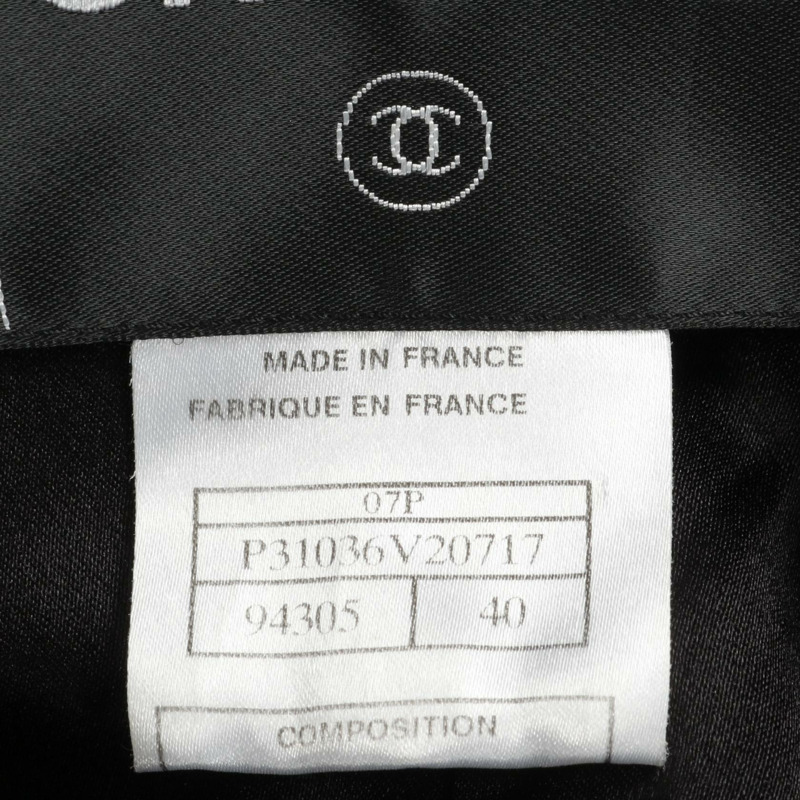 MADE IN FRANCE
FABRIQUE EN FRANCE
07P
P31036V20717
94305 40
COMPOSITION